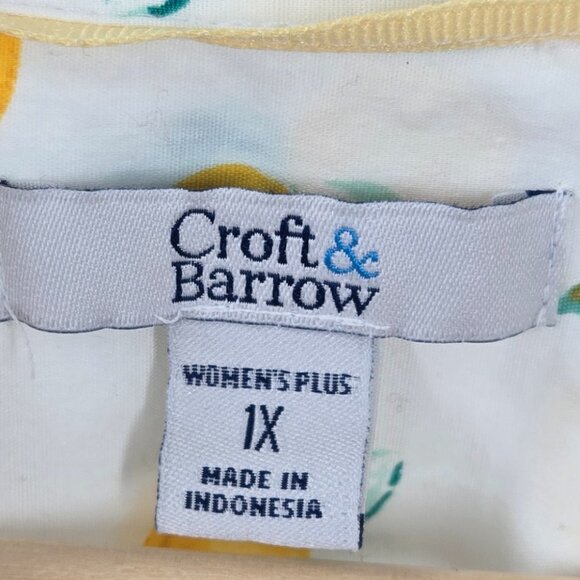 Croft&
Barrow
WOMEN'S PLUS
1X
MADE IN
INDONESIA